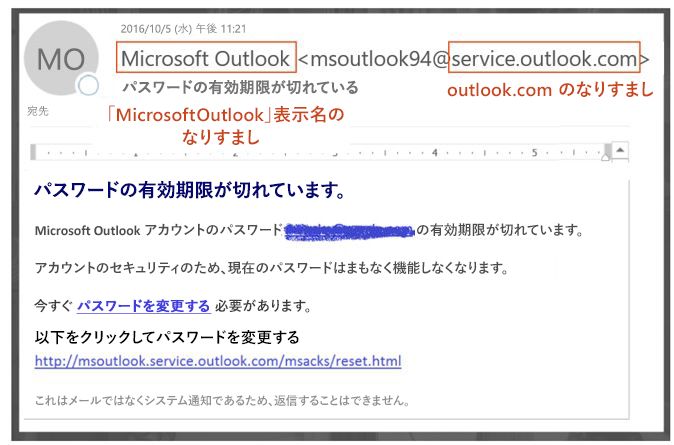 2016/10/5 (水) 午後 11:21
MO
Microsoft Outlook <msoutlook94@service.outlook.com>
パスワードの有効期限が切れている
outlook.com のなりすまし
宛先
「MicrosoftOutlook」表示名の
なりすまし
1 2 3 4 5
パスワードの有効期限が切れています。
Microsoft Outlook アカウントのパスワード の有効期限が切れています。
アカウントのセキュリティのため、現在のパスワードはまもなく機能しなくなります。
今すぐ パスワードを変更する 必要があります。
以下をクリックしてパスワードを変更する
http://msoutlook.service.outlook.com/msacks/reset.html
これはメールではなくシステム通知であるため、返信することはできません。